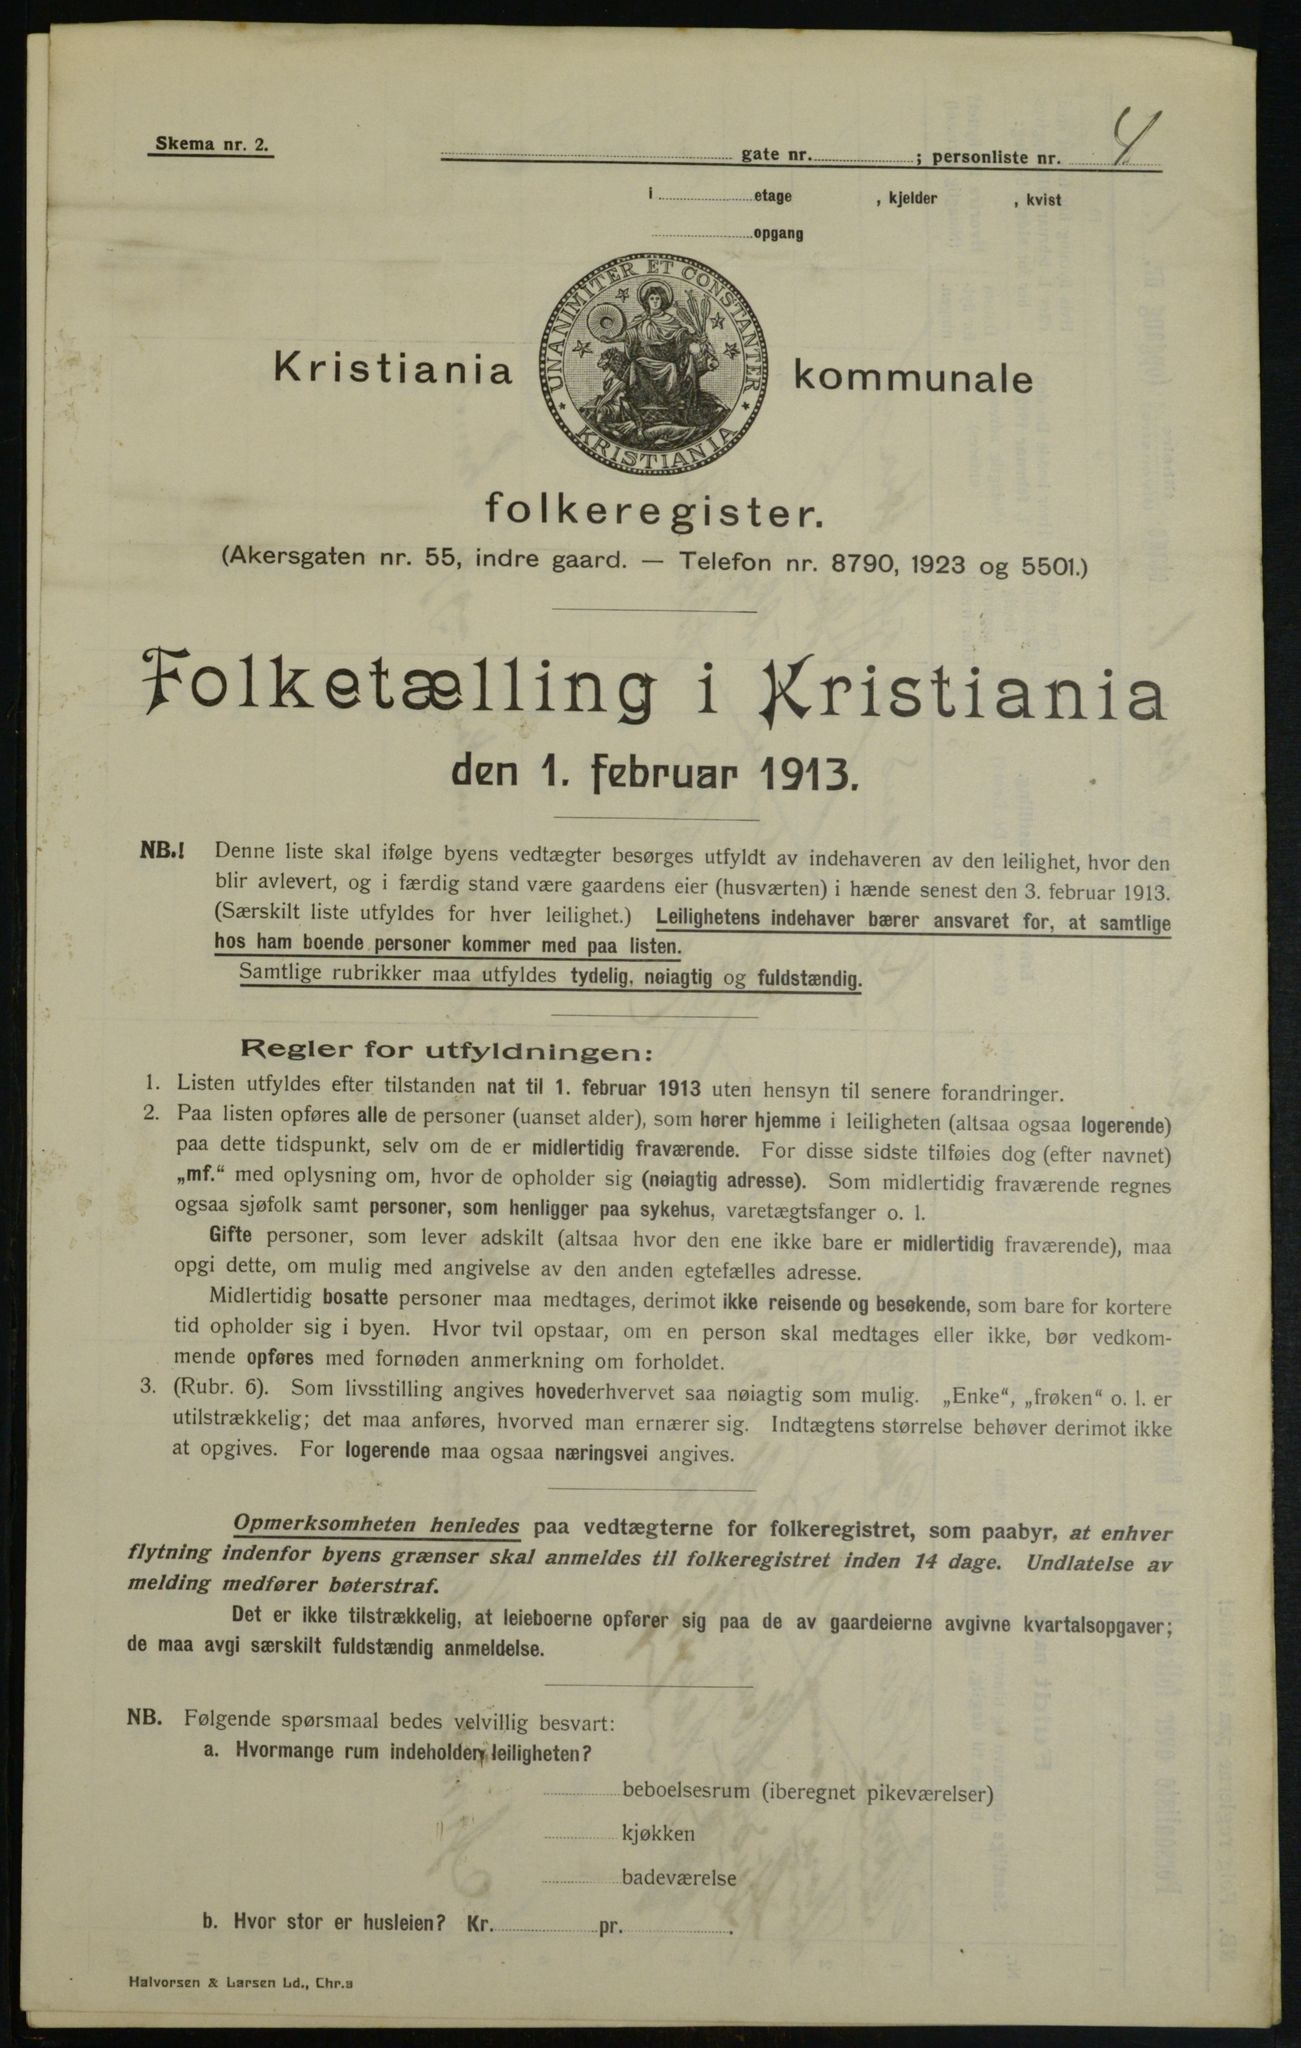 Skema nr. 2.
gate nr. ; personliste nr. 4
i etage , kjelder , kvist
opgang
UNANIMITER ET CONSTANTER
KRISTIANIA
Kristiania kommunale
folkeregister.
(Akersgaten nr. 55, indre gaard. — Telefon nr. 8790, 1923 og 5501.)
Folketælling i Kristiania
den 1. februar 1913.
NB.! Denne liste skal ifølge byens vedtægter besørges utfyldt av indehaveren av den leilighet, hvor den
blir avlevert, og i færdig stand være gaardens eier (husværten) i hænde senest den 3. februar 1913.
(Særskilt liste utfyldes for hver leilighet.) Leilighetens indehaver bærer ansvaret for, at samtlige
hos ham boende personer kommer med paa listen.
Samtlige rubrikker maa utfyldes tydelig, nøiagtig og fuldstændig.
Regler for utfyldningen:
1. Listen utfyldes efter tilstanden nat til 1. februar 1913 uten hensyn til senere forandringer.
2. Paa listen opføres alle de personer (uanset alder), som hører hjemme i leiligheten (altsaa ogsaa logerende)
paa dette tidspunkt, selv om de er midlertidig fraværende. For disse sidste tilføies dog (efter navnet)
„mf.“ med oplysning om, hvor de opholder sig (nøiagtig adresse). Som midlertidig fraværende regnes
ogsaa sjøfolk samt personer, som henligger paa sykehus, varetægtsfanger o. l.
Gifte personer, som lever adskilt (altsaa hvor den ene ikke bare er midlertidig fraværende), maa
opgi dette, om mulig med angivelse av den anden egtefælles adresse.
Midlertidig bosatte personer maa medtages, derimot ikke reisende og besøkende, som bare for kortere
tid opholder sig i byen. Hvor tvil opstaar, om en person skal medtages eller ikke, bør vedkom-
mende opføres med fornøden anmerkning om forholdet.
3. (Rubr. 6). Som livsstilling angives hovederhvervet saa nøiagtig som mulig. „Enke“, „frøken“ o. l. er
utilstrækkelig; det maa anføres, hvorved man ernærer sig. Indtægtens størrelse behøver derimot ikke
at opgives. For logerende maa ogsaa næringsvei angives.
Opmerksomheten henledes paa vedtægterne for folkeregistret, som paabyr, at enhver
flytning indenfor byens grænser skal anmeldes til folkeregistret inden 14 dage. Undlatelse av
melding medfører bøterstraf.
Det er ikke tilstrækkelig, at leieboerne opfører sig paa de av gaardeierne avgivne kvartalsopgaver;
de maa avgi særskilt fuldstændig anmeldelse.
NB. Følgende spørsmaal bedes velvillig besvart:
a. Hvormange rum indeholder leiligheten?
beboelsesrum (iberegnet pikeværelser)
kjøkken
badeværelse
b. Hvor stor er husleien? Kr. pr. .
Halvorsen & Larsen Ld., Chr.a